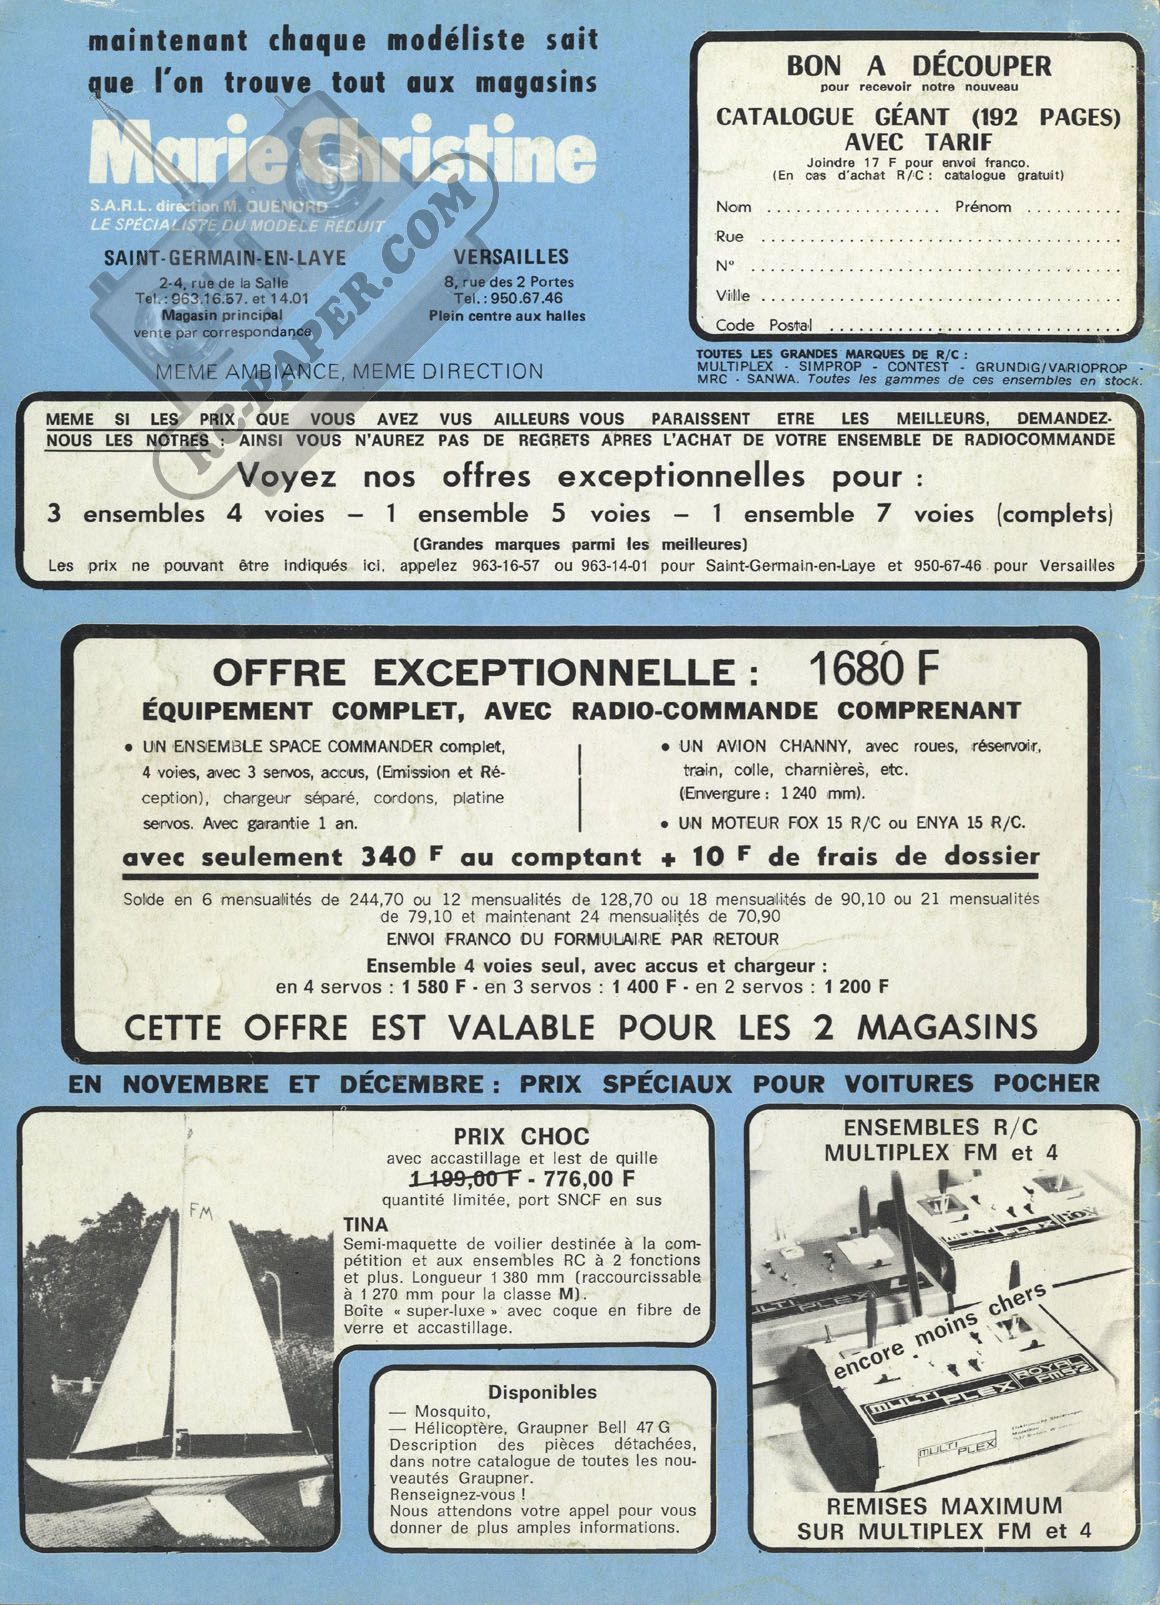 maintenant chaque modéliste sait
que l'on trouve tout aux magasins
Marie Christine
S.A.R.L. direction M. QUENORD
LE SPÉCIALISTE DU MODÈLE RÉDUIT
SAINT-GERMAIN-EN-LAYE
2-4, rue de la Salle
Tel.: 963.16.57. et 14.01
Magasin principal
vente par correspondance
VERSAILLES
8, rue des 2 Portes
Tel.: 950.67.46
Plein centre aux halles
MEME AMBIANCE, MEME DIRECTION
RC-PAPER.COM
BON A DÉCOUPER
pour recevoir notre nouveau
CATALOGUE GÉANT (192 PAGES)
AVEC TARIF
Joindre 17 F pour envoi franco.
(En cas d'achat R/C : catalogue gratuit)
Nom .................. Prénom ..............
Rue ..........................................
N° ..........................................
Ville ..........................................
Code Postal ..................................
TOUTES LES GRANDES MARQUES DE R/C :
MULTIPLEX - SIMPROP - CONTEST - GRUNDIG/VARIOPROP -
MRC - SANWA. Toutes les gammes de ces ensembles en stock.
MEME SI LES PRIX QUE VOUS AVEZ VUS AILLEURS VOUS PARAISSENT ETRE LES MEILLEURS, DEMANDEZ-
NOUS LES NOTRES : AINSI VOUS N'AUREZ PAS DE REGRETS APRES L'ACHAT DE VOTRE ENSEMBLE DE RADIOCOMMANDE
Voyez nos offres exceptionnelles pour :
3 ensembles 4 voies – 1 ensemble 5 voies – 1 ensemble 7 voies (complets)
(Grandes marques parmi les meilleures)
Les prix ne pouvant être indiqués ici, appelez 963-16-57 ou 963-14-01 pour Saint-Germain-en-Laye et 950-67-46 pour Versailles
OFFRE EXCEPTIONNELLE : 1680 F
ÉQUIPEMENT COMPLET, AVEC RADIO-COMMANDE COMPRENANT
• UN ENSEMBLE SPACE COMMANDER complet,
4 voies, avec 3 servos, accus, (Emission et Ré-
ception), chargeur séparé, cordons, platine
servos. Avec garantie 1 an.
• UN AVION CHANNY, avec roues, réservoir,
train, colle, charnières, etc.
(Envergure : 1 240 mm).
• UN MOTEUR FOX 15 R/C ou ENYA 15 R/C.
avec seulement 340 F au comptant + 10 F de frais de dossier
Solde en 6 mensualités de 244,70 ou 12 mensualités de 128,70 ou 18 mensualités de 90,10 ou 21 mensualités
de 79,10 et maintenant 24 mensualités de 70,90
ENVOI FRANCO DU FORMULAIRE PAR RETOUR
Ensemble 4 voies seul, avec accus et chargeur :
en 4 servos : 1 580 F - en 3 servos : 1 400 F - en 2 servos : 1 200 F
CETTE OFFRE EST VALABLE POUR LES 2 MAGASINS
EN NOVEMBRE ET DÉCEMBRE : PRIX SPÉCIAUX POUR VOITURES POCHER
FM
PRIX CHOC
avec accastillage et lest de quille
1 199,00 F - 776,00 F
quantité limitée, port SNCF en sus
TINA
Semi-maquette de voilier destinée à la com-
pétition et aux ensembles RC à 2 fonctions
et plus. Longueur 1 380 mm (raccourcissable
à 1 270 mm pour la classe M).
Boîte « super-luxe » avec coque en fibre de
verre et accastillage.
Disponibles
— Mosquito,
— Hélicoptère, Graupner Bell 47 G
Description des pièces détachées,
dans notre catalogue de toutes les nou-
veautés Graupner.
Renseignez-vous !
Nous attendons votre appel pour vous
donner de plus amples informations.
ENSEMBLES R/C
MULTIPLEX FM et 4
MULTIPLEX
MULTIPLEX
encore moins chers
MULTIPLEX ROYAL
MULTIPLEX
REMISES MAXIMUM
SUR MULTIPLEX FM et 4